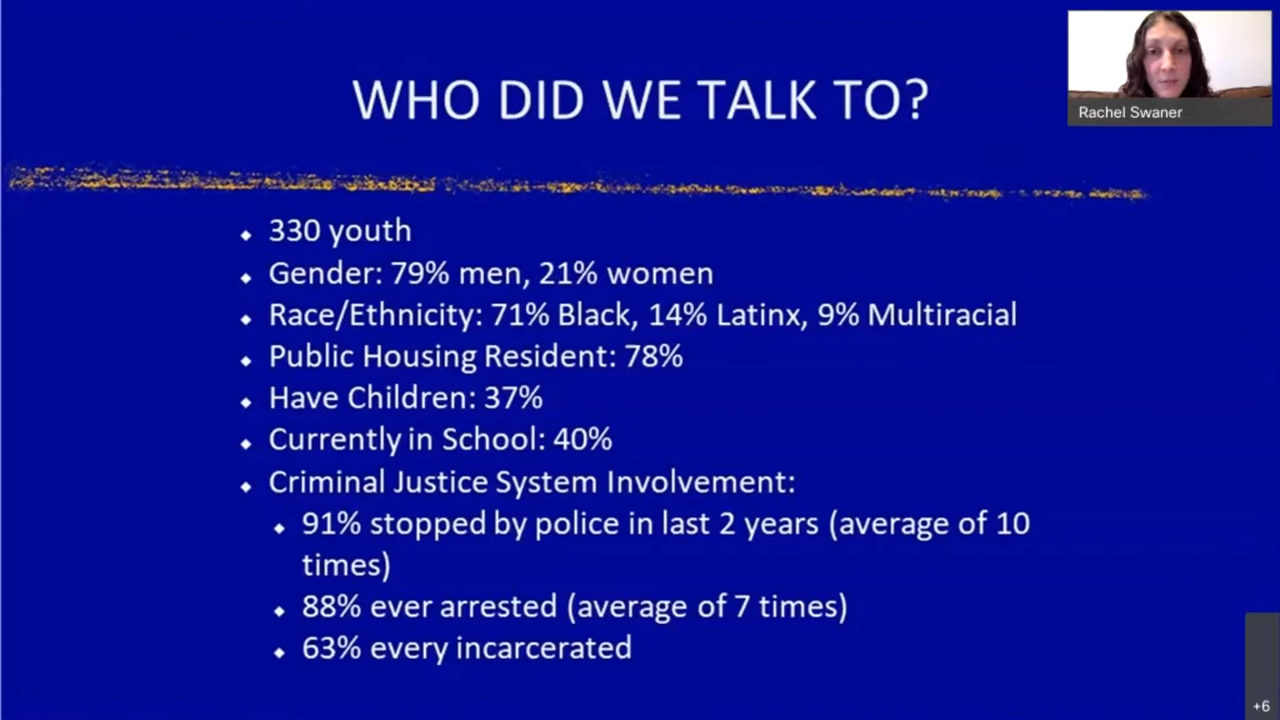 WHO DID WE TALK TO?
Rachel Swaner
330 youth
Gender: 79% men, 21% women
Race/Ethnicity: 71% Black, 14% Latinx, 9% Multiracial
Public Housing Resident: 78%
Have Children: 37%
Currently in School: 40%
Criminal Justice System Involvement:
91% stopped by police in last 2 years (average of 10
times)
88% ever arrested (average of 7 times)
63% every incarcerated
+6